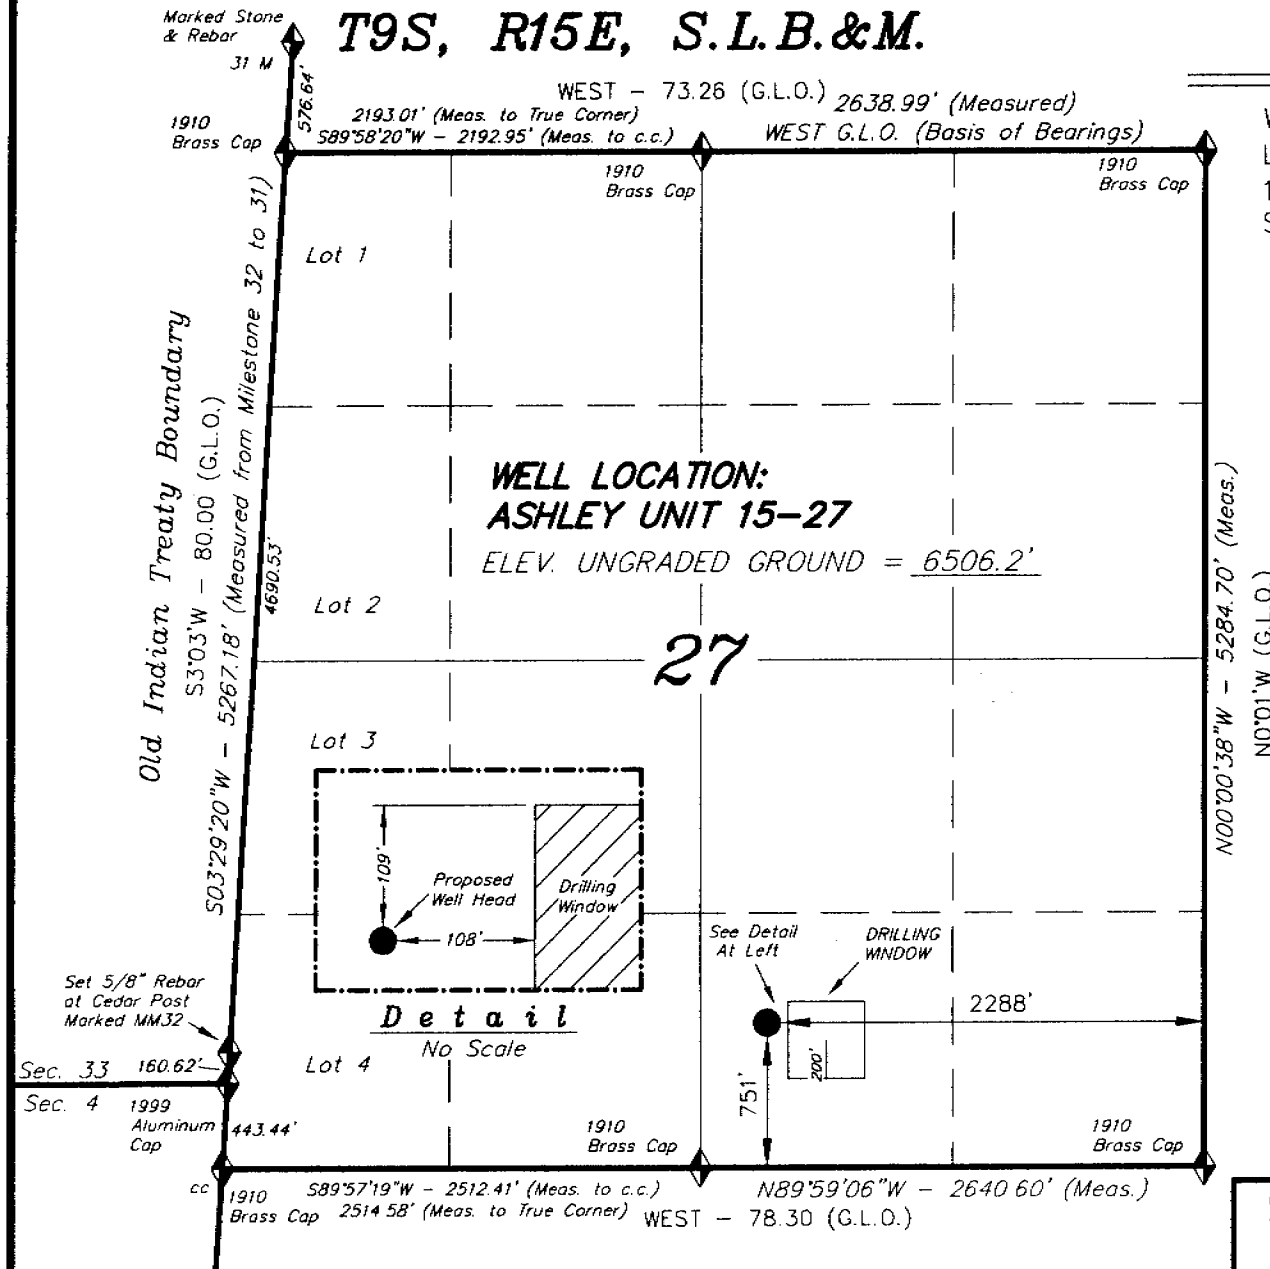 T9S, R15E, S.L.B.&M.
Marked Stone
& Rebar
31 M
576.64'
WEST - 73.26 (G.L.O.)
2638.99' (Measured)
2193.01' (Meas. to True Corner)
S89°58'20"W - 2192.95' (Meas. to c.c.)
WEST G.L.O. (Basis of Bearings)
1910
Brass Cap
1910
Brass Cap
1910
Brass Cap
Lot 1
Old Indian Treaty Boundary
S3°03'W - 80.00 (G.L.O.)
S03°29'20"W - 5267.18' (Measured from Milestone 32 to 31)
4690.53'
WELL LOCATION:
ASHLEY UNIT 15-27
ELEV. UNGRADED GROUND = 6506.2'
Lot 2
27
N00°00'38"W - 5284.70' (Meas.)
N0°01'W (G.L.O.)
Lot 3
109'
Proposed
Well Head
108'
Drilling
Window
Detail
No Scale
See Detail
At Left
DRILLING
WINDOW
2288'
200'
751'
Set 5/8" Rebar
at Cedar Post
Marked MM32
Sec. 33
160.62'
Lot 4
Sec. 4
1999
Aluminum
Cap
443.44'
1910
Brass Cap
1910
Brass Cap
cc
1910
Brass Cap
S89°57'19"W - 2512.41' (Meas. to c.c.)
2514.58' (Meas. to True Corner)
N89°59'06"W - 2640.60' (Meas.)
WEST - 78.30 (G.L.O.)